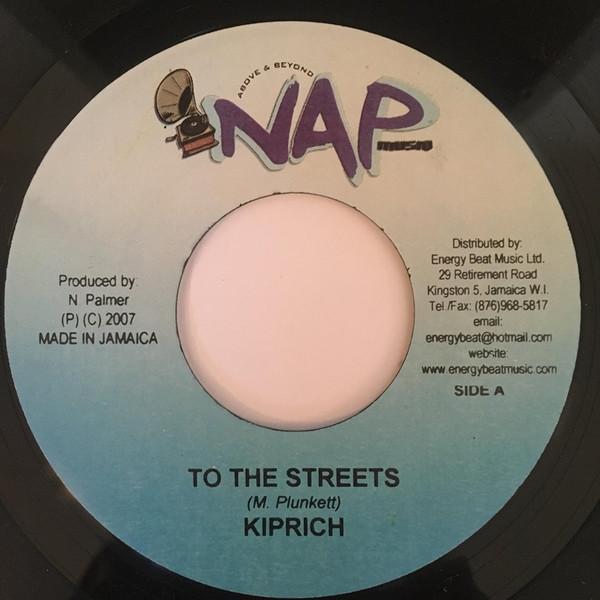 ABOVE & BEYOND
NAP
MUSIC
Produced by:
N Palmer
(P) (C) 2007
MADE IN JAMAICA
Distributed by:
Energy Beat Music Ltd.
29 Retirement Road
Kingston 5, Jamaica W.I.
Tel./Fax: (876)968-5817
email:
energybeat@hotmail.com
website:
www.energybeatmusic.com
SIDE A
TO THE STREETS
(M. Plunkett)
KIPRICH